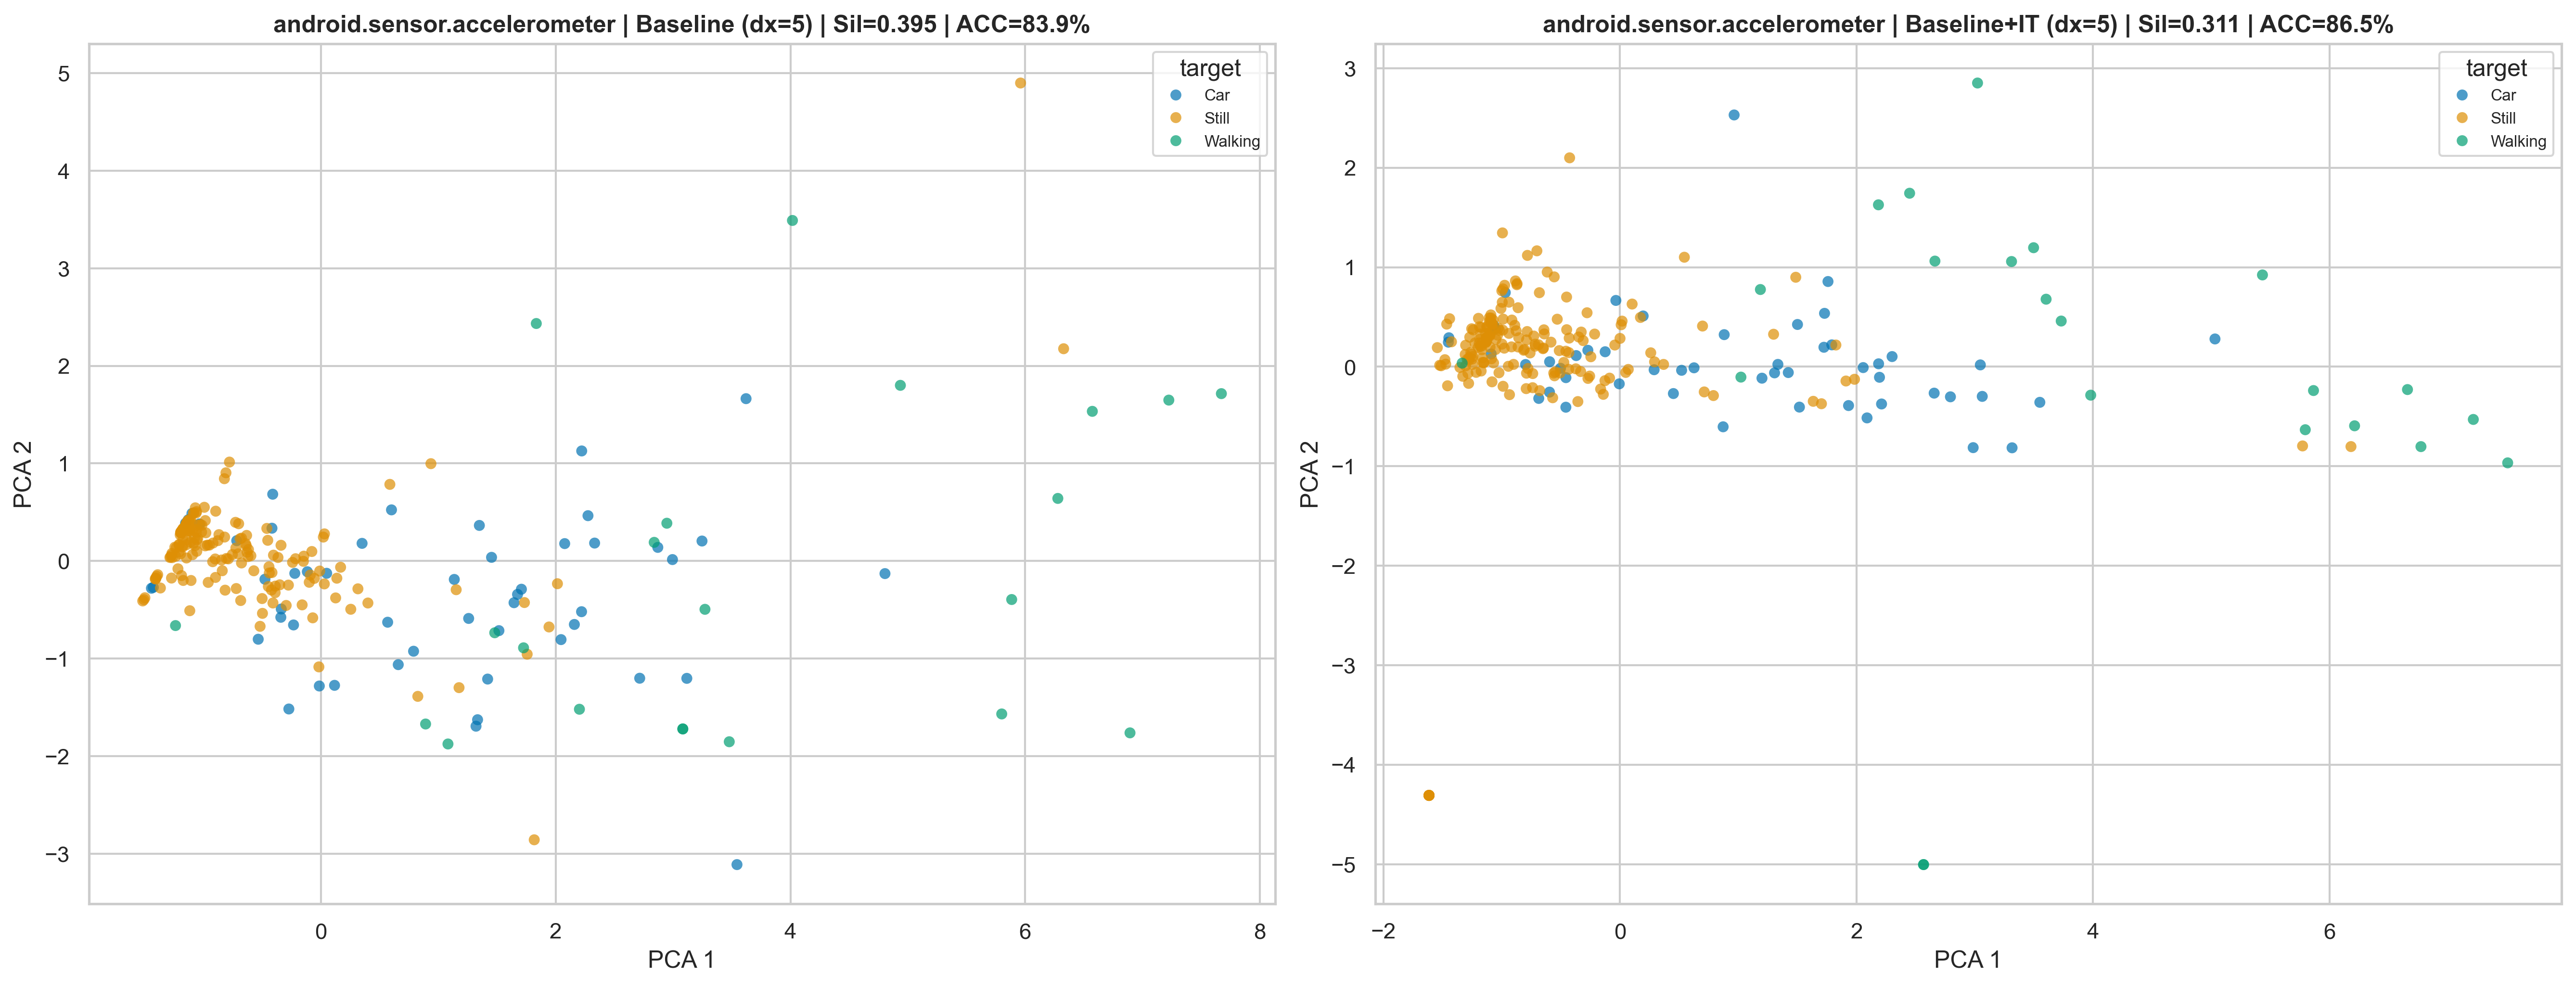 android.sensor.accelerometer | Baseline (dx=5) | Sil=0.395 | ACC=83.9%
target
Car
Still
Walking
5
4
3
2
1
0
−1
−2
−3
PCA 2
0
2
4
6
8
PCA 1
android.sensor.accelerometer | Baseline+IT (dx=5) | Sil=0.311 | ACC=86.5%
target
Car
Still
Walking
3
2
1
0
−1
−2
−3
−4
−5
PCA 2
−2
0
2
4
6
PCA 1